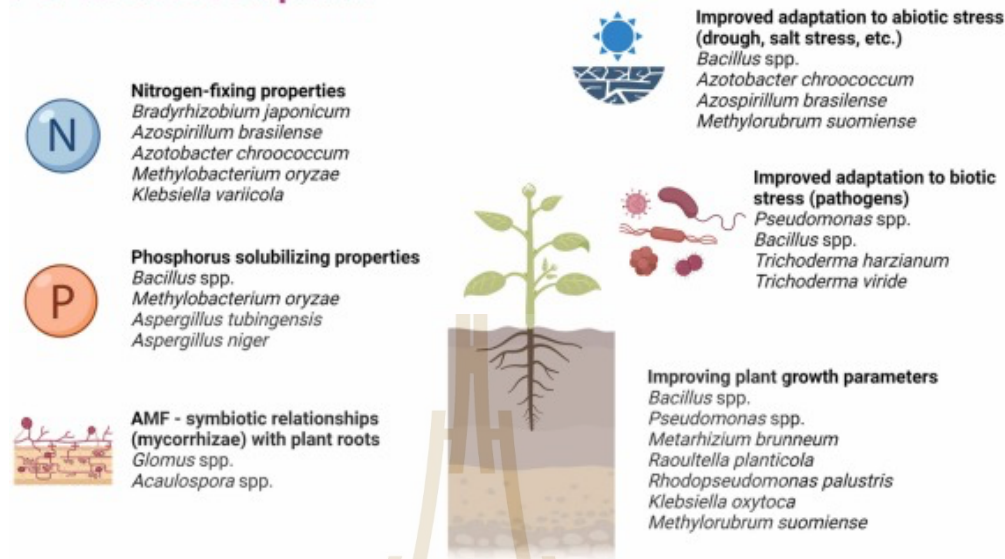 N
Nitrogen-fixing properties
Bradyrhizobium japonicum
Azospirillum brasilense
Azotobacter chroococcum
Methylobacterium oryzae
Klebsiella variicola
P
Phosphorus solubilizing properties
Bacillus spp.
Methylobacterium oryzae
Aspergillus tubingensis
Aspergillus niger
AMF - symbiotic relationships
(mycorrhizae) with plant roots
Glomus spp.
Acaulospora spp.
Improved adaptation to abiotic stress
(drough, salt stress, etc.)
Bacillus spp.
Azotobacter chroococcum
Azospirillum brasilense
Methylorubrum suomiense
Improved adaptation to biotic
stress (pathogens)
Pseudomonas spp.
Bacillus spp.
Trichoderma harzianum
Trichoderma viride
Improving plant growth parameters
Bacillus spp.
Pseudomonas spp.
Metarhizium brunneum
Raoultella planticola
Rhodopseudomonas palustris
Klebsiella oxytoca
Methylorubrum suomiense